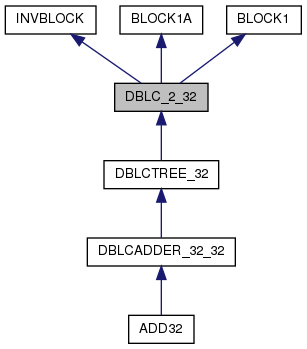 INVBLOCK
BLOCK1A
BLOCK1
DBLC_2_32
DBLCTREE_32
DBLCADDER_32_32
ADD32